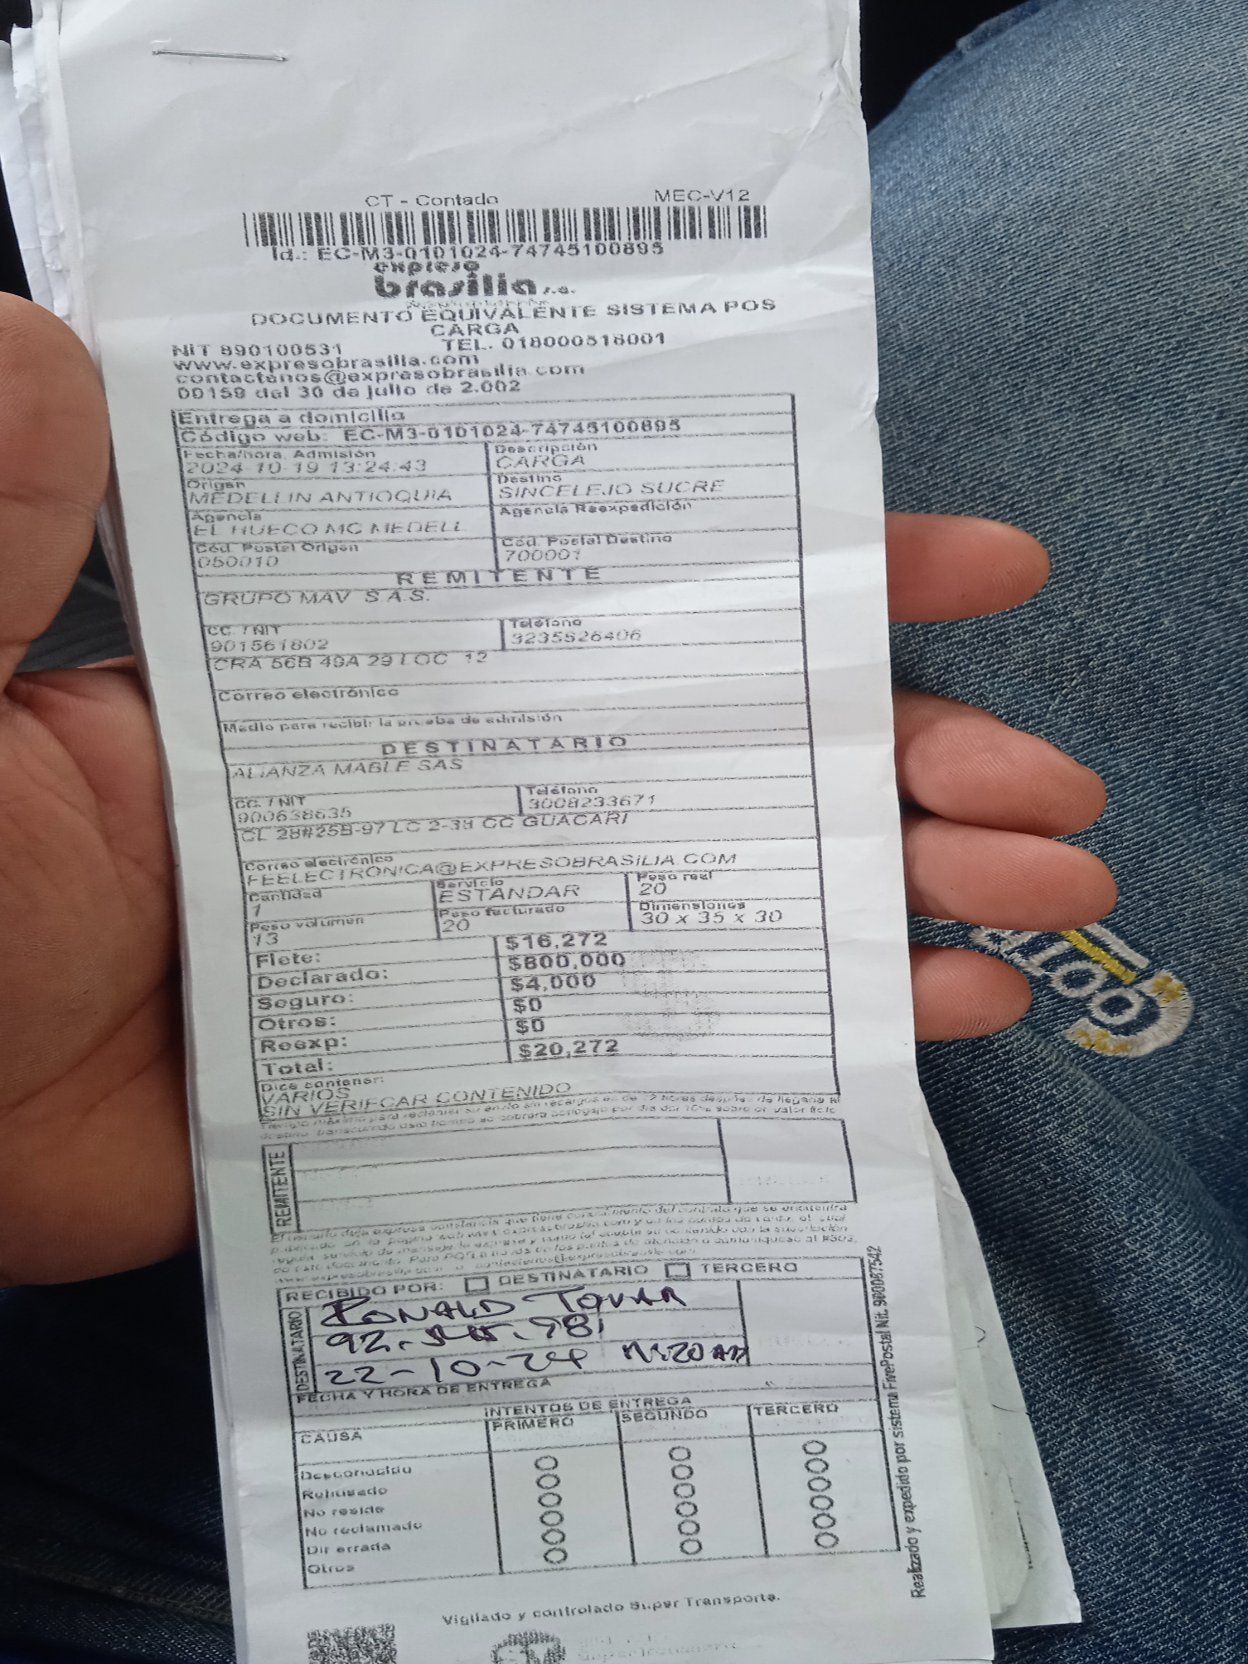 CT - Contado MEC-V12
Id.: EC-M3-0101024-74745100895
expreso
brasilia s.a.
DOCUMENTO EQUIVALENTE SISTEMA POS
CARGA
NIT 890100531 TEL. 018000518001
www.expresobrasilia.com
contactenos@expresobrasilia.com
00159 del 30 de julio de 2.002
Entrega a domicilio
Código web: EC-M3-0101024-74745100895
Fecha/hora. Admisión Descripción
2024-10-19 13:24:43 CARGA
Origen Destino
MEDELLIN ANTIOQUIA SINCELEJO SUCRE
Agencia Agencia Reexpedición
EL HUECO MC MEDELL
Cód. Postal Origen Cód. Postal Destino
050010 700001
REMITENTE
GRUPO MAV S.A.S.
CC. / NIT Teléfono
901561802 3235526406
CRA 56B 49A 29 LOC 12
Correo electrónico
Medio para recibir la prueba de admisión
DESTINATARIO
ALIANZA MABLE SAS
CC. / NIT Teléfono
900638635 3008233671
CL 28#25B-97 LC 2-39 CC GUACARI
Correo electrónico
FEELECTRONICA@EXPRESOBRASILIA.COM
Cantidad Servicio Peso real
1 ESTANDAR 20
Peso volumen Peso facturado Dimensiones
13 20 30 x 35 x 30
Flete: $16,272
Declarado: $800,000
Seguro: $4,000
Otros: $0
Reexp: $0
Total: $20,272
Dice contener:
VARIOS
SIN VERIFCAR CONTENIDO
REMITENTE
RECIBIDO POR: DESTINATARIO TERCERO
DESTINATARIO
RONALD TOVAR
22-10-24
FECHA Y HORA DE ENTREGA
INTENTOS DE ENTREGA
CAUSA PRIMERO SEGUNDO TERCERO
Desconocido
Rehusado
No reside
No reclamado
Dir errada
Otros
Realizado y expedido por sistema FivePostal Nit. 900087542
Vigilado y controlado Super Transporte.
GOTT